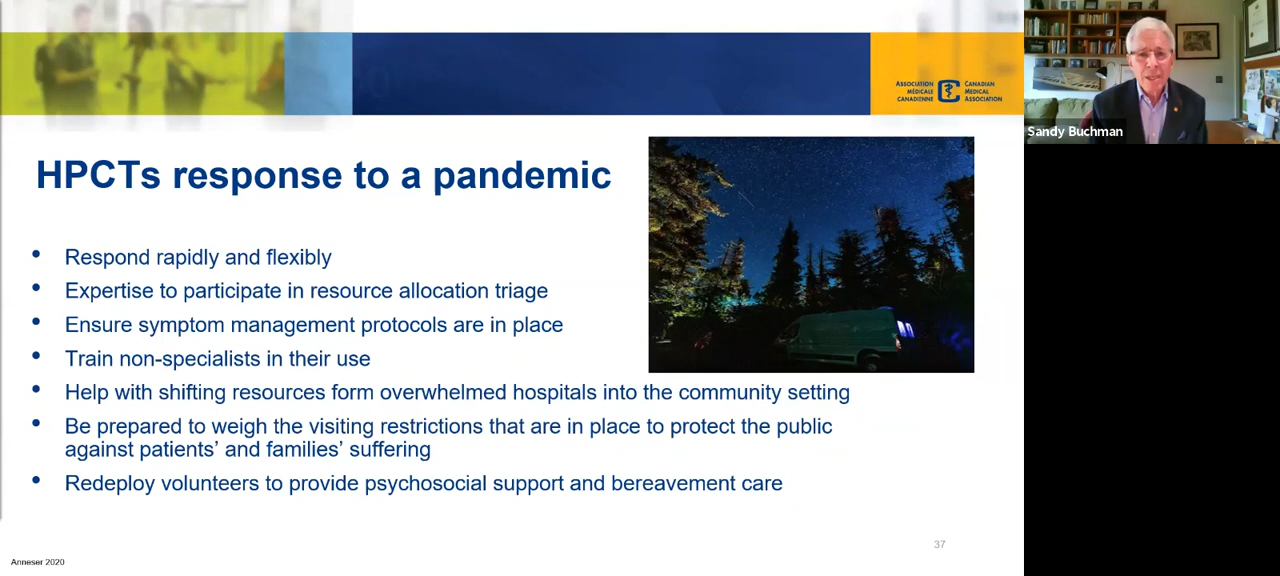 ASSOCIATION
MÉDICALE
CANADIENNE
CANADIAN
MEDICAL
ASSOCIATION
Sandy Buchman
HPCTs response to a pandemic
• Respond rapidly and flexibly
• Expertise to participate in resource allocation triage
• Ensure symptom management protocols are in place
• Train non-specialists in their use
• Help with shifting resources form overwhelmed hospitals into the community setting
• Be prepared to weigh the visiting restrictions that are in place to protect the public
against patients’ and families’ suffering
• Redeploy volunteers to provide psychosocial support and bereavement care
37
Anneser 2020